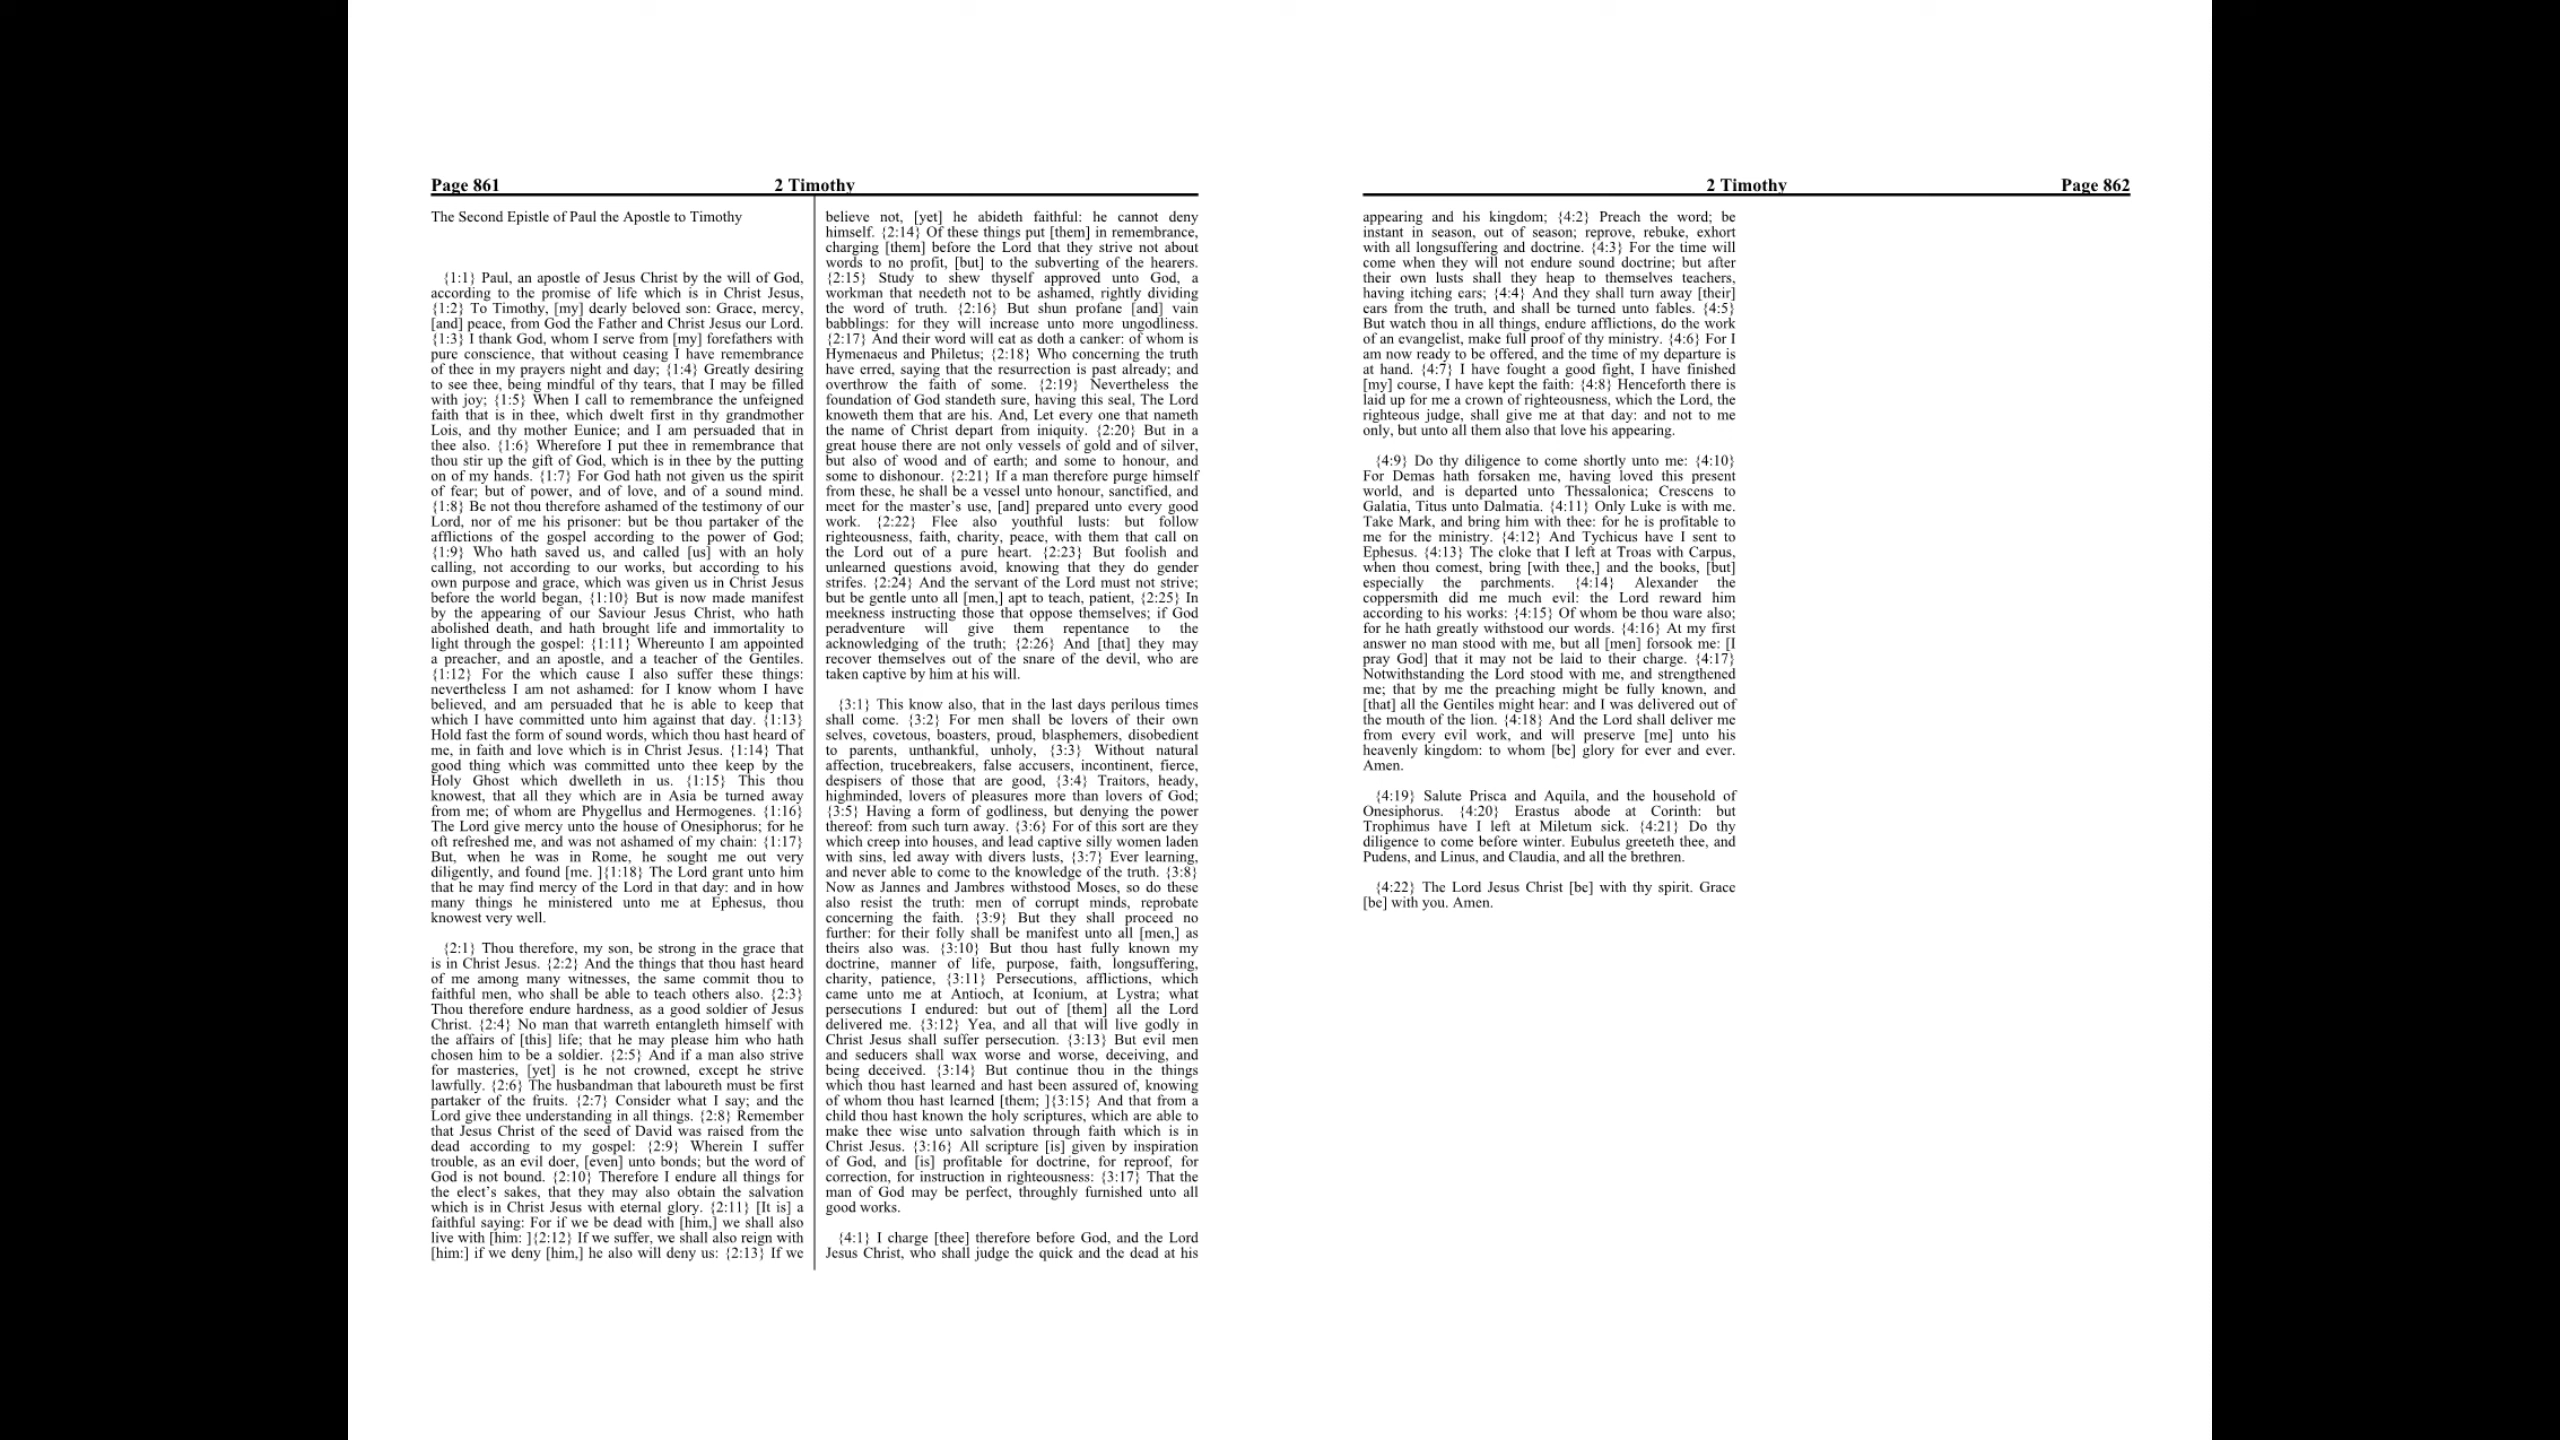 Page 861
2 Timothy
The Second Epistle of Paul the Apostle to Timothy
{1:1} Paul, an apostle of Jesus Christ by the will of God,
according to the promise of life which is in Christ Jesus,
{1:2} To Timothy, [my] dearly beloved son: Grace, mercy,
[and] peace, from God the Father and Christ Jesus our Lord.
{1:3} I thank God, whom I serve from [my] forefathers with
pure conscience, that without ceasing I have remembrance
of thee in my prayers night and day; {1:4} Greatly desiring
to see thee, being mindful of thy tears, that I may be filled
with joy; {1:5} When I call to remembrance the unfeigned
faith that is in thee, which dwelt first in thy grandmother
Lois, and thy mother Eunice; and I am persuaded that in
thee also. {1:6} Wherefore I put thee in remembrance that
thou stir up the gift of God, which is in thee by the putting
on of my hands. {1:7} For God hath not given us the spirit
of fear; but of power, and of love, and of a sound mind.
{1:8} Be not thou therefore ashamed of the testimony of our
Lord, nor of me his prisoner: but be thou partaker of the
afflictions of the gospel according to the power of God;
{1:9} Who hath saved us, and called [us] with an holy
calling, not according to our works, but according to his
own purpose and grace, which was given us in Christ Jesus
before the world began, {1:10} But is now made manifest
by the appearing of our Saviour Jesus Christ, who hath
abolished death, and hath brought life and immortality to
light through the gospel: {1:11} Whereunto I am appointed
a preacher, and an apostle, and a teacher of the Gentiles.
{1:12} For the which cause I also suffer these things:
nevertheless I am not ashamed: for I know whom I have
believed, and am persuaded that he is able to keep that
which I have committed unto him against that day. {1:13}
Hold fast the form of sound words, which thou hast heard of
me, in faith and love which is in Christ Jesus. {1:14} That
good thing which was committed unto thee keep by the
Holy Ghost which dwelleth in us. {1:15} This thou
knowest, that all they which are in Asia be turned away
from me; of whom are Phygellus and Hermogenes. {1:16}
The Lord give mercy unto the house of Onesiphorus; for he
oft refreshed me, and was not ashamed of my chain: {1:17}
But, when he was in Rome, he sought me out very
diligently, and found [me. ]{1:18} The Lord grant unto him
that he may find mercy of the Lord in that day: and in how
many things he ministered unto me at Ephesus, thou
knowest very well.
{2:1} Thou therefore, my son, be strong in the grace that
is in Christ Jesus. {2:2} And the things that thou hast heard
of me among many witnesses, the same commit thou to
faithful men, who shall be able to teach others also. {2:3}
Thou therefore endure hardness, as a good soldier of Jesus
Christ. {2:4} No man that warreth entangleth himself with
the affairs of [this] life; that he may please him who hath
chosen him to be a soldier. {2:5} And if a man also strive
for masteries, [yet] is he not crowned, except he strive
lawfully. {2:6} The husbandman that laboureth must be first
partaker of the fruits. {2:7} Consider what I say; and the
Lord give thee understanding in all things. {2:8} Remember
that Jesus Christ of the seed of David was raised from the
dead according to my gospel: {2:9} Wherein I suffer
trouble, as an evil doer, [even] unto bonds; but the word of
God is not bound. {2:10} Therefore I endure all things for
the elect's sakes, that they may also obtain the salvation
which is in Christ Jesus with eternal glory. {2:11} [It is] a
faithful saying: For if we be dead with [him,] we shall also
live with [him: ]{2:12} If we suffer, we shall also reign with
[him:] if we deny [him,] he also will deny us: {2:13} If we
believe not, [yet] he abideth faithful: he cannot deny
himself. {2:14} Of these things put [them] in remembrance,
charging [them] before the Lord that they strive not about
words to no profit, [but] to the subverting of the hearers.
{2:15} Study to shew thyself approved unto God, a
workman that needeth not to be ashamed, rightly dividing
the word of truth. {2:16} But shun profane [and] vain
babblings: for they will increase unto more ungodliness.
{2:17} And their word will eat as doth a canker: of whom is
Hymenaeus and Philetus; {2:18} Who concerning the truth
have erred, saying that the resurrection is past already; and
overthrow the faith of some. {2:19} Nevertheless the
foundation of God standeth sure, having this seal, The Lord
knoweth them that are his. And, Let every one that nameth
the name of Christ depart from iniquity. {2:20} But in a
great house there are not only vessels of gold and of silver,
but also of wood and of earth; and some to honour, and
some to dishonour. {2:21} If a man therefore purge himself
from these, he shall be a vessel unto honour, sanctified, and
meet for the master's use, [and] prepared unto every good
work. {2:22} Flee also youthful lusts: but follow
righteousness, faith, charity, peace, with them that call on
the Lord out of a pure heart. {2:23} But foolish and
unlearned questions avoid, knowing that they do gender
strifes. {2:24} And the servant of the Lord must not strive;
but be gentle unto all [men,] apt to teach, patient, {2:25} In
meekness instructing those that oppose themselves; if God
peradventure will give them repentance to the
acknowledging of the truth; {2:26} And [that] they may
recover themselves out of the snare of the devil, who are
taken captive by him at his will.
{3:1} This know also, that in the last days perilous times
shall come. {3:2} For men shall be lovers of their own
selves, covetous, boasters, proud, blasphemers, disobedient
to parents, unthankful, unholy, {3:3} Without natural
affection, trucebreakers, false accusers, incontinent, fierce,
despisers of those that are good, {3:4} Traitors, heady,
highminded, lovers of pleasures more than lovers of God;
{3:5} Having a form of godliness, but denying the power
thereof: from such turn away. {3:6} For of this sort are they
which creep into houses, and lead captive silly women laden
with sins, led away with divers lusts, {3:7} Ever learning,
and never able to come to the knowledge of the truth. {3:8}
Now as Jannes and Jambres withstood Moses, so do these
also resist the truth: men of corrupt minds, reprobate
concerning the faith. {3:9} But they shall proceed no
further: for their folly shall be manifest unto all [men,] as
theirs also was. {3:10} But thou hast fully known my
doctrine, manner of life, purpose, faith, longsuffering,
charity, patience, {3:11} Persecutions, afflictions, which
came unto me at Antioch, at Iconium, at Lystra; what
persecutions I endured: but out of [them] all the Lord
delivered me. {3:12} Yea, and all that will live godly in
Christ Jesus shall suffer persecution. {3:13} But evil men
and seducers shall wax worse and worse, deceiving, and
being deceived. {3:14} But continue thou in the things
which thou hast learned and hast been assured of, knowing
of whom thou hast learned [them; ]{3:15} And that from a
child thou hast known the holy scriptures, which are able to
make thee wise unto salvation through faith which is in
Christ Jesus. {3:16} All scripture [is] given by inspiration
of God, and [is] profitable for doctrine, for reproof, for
correction, for instruction in righteousness: {3:17} That the
man of God may be perfect, throughly furnished unto all
good works.
{4:1} I charge [thee] therefore before God, and the Lord
Jesus Christ, who shall judge the quick and the dead at his
2 Timothy
Page 862
appearing and his kingdom; {4:2} Preach the word; be
instant in season, out of season; reprove, rebuke, exhort
with all longsuffering and doctrine. {4:3} For the time will
come when they will not endure sound doctrine; but after
their own lusts shall they heap to themselves teachers,
having itching ears; {4:4} And they shall turn away [their]
ears from the truth, and shall be turned unto fables. {4:5}
But watch thou in all things, endure afflictions, do the work
of an evangelist, make full proof of thy ministry. {4:6} For I
am now ready to be offered, and the time of my departure is
at hand. {4:7} I have fought a good fight, I have finished
[my] course, I have kept the faith: {4:8} Henceforth there is
laid up for me a crown of righteousness, which the Lord, the
righteous judge, shall give me at that day: and not to me
only, but unto all them also that love his appearing.
{4:9} Do thy diligence to come shortly unto me: {4:10}
For Demas hath forsaken me, having loved this present
world, and is departed unto Thessalonica; Crescens to
Galatia, Titus unto Dalmatia. {4:11} Only Luke is with me.
Take Mark, and bring him with thee: for he is profitable to
me for the ministry. {4:12} And Tychicus have I sent to
Ephesus. {4:13} The cloke that I left at Troas with Carpus,
when thou comest, bring [with thee,] and the books, [but]
especially the parchments. {4:14} Alexander the
coppersmith did me much evil: the Lord reward him
according to his works: {4:15} Of whom be thou ware also;
for he hath greatly withstood our words. {4:16} At my first
answer no man stood with me, but all [men] forsook me: [I
pray God] that it may not be laid to their charge. {4:17}
Notwithstanding the Lord stood with me, and strengthened
me; that by me the preaching might be fully known, and
[that] all the Gentiles might hear: and I was delivered out of
the mouth of the lion. {4:18} And the Lord shall deliver me
from every evil work, and will preserve [me] unto his
heavenly kingdom: to whom [be] glory for ever and ever.
Amen.
{4:19} Salute Prisca and Aquila, and the household of
Onesiphorus. {4:20} Erastus abode at Corinth: but
Trophimus have I left at Miletum sick. {4:21} Do thy
diligence to come before winter. Eubulus greeteth thee, and
Pudens, and Linus, and Claudia, and all the brethren.
{4:22} The Lord Jesus Christ [be] with thy spirit. Grace
[be] with you. Amen.